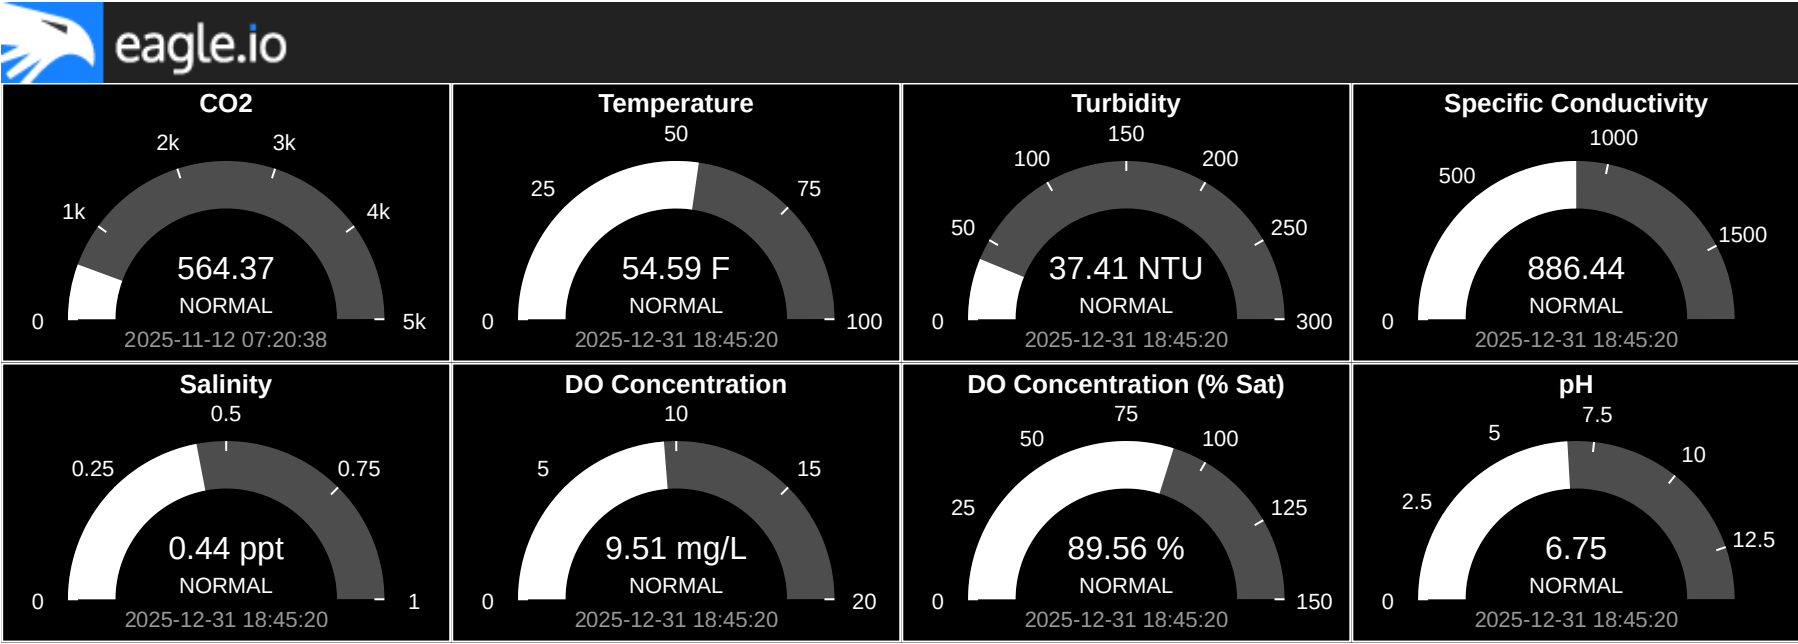 eagle.io
CO2
0
1k
2k
3k
4k
5k
564.37
NORMAL
2025-11-12 07:20:38
Temperature
0
25
50
75
100
54.59 F
NORMAL
2025-12-31 18:45:20
Turbidity
0
50
100
150
200
250
300
37.41 NTU
NORMAL
2025-12-31 18:45:20
Specific Conductivity
0
500
1000
1500
886.44
NORMAL
2025-12-31 18:45:20
Salinity
0
0.25
0.5
0.75
1
0.44 ppt
NORMAL
2025-12-31 18:45:20
DO Concentration
0
5
10
15
20
9.51 mg/L
NORMAL
2025-12-31 18:45:20
DO Concentration (% Sat)
0
25
50
75
100
125
150
89.56 %
NORMAL
2025-12-31 18:45:20
pH
0
2.5
5
7.5
10
12.5
6.75
NORMAL
2025-12-31 18:45:20